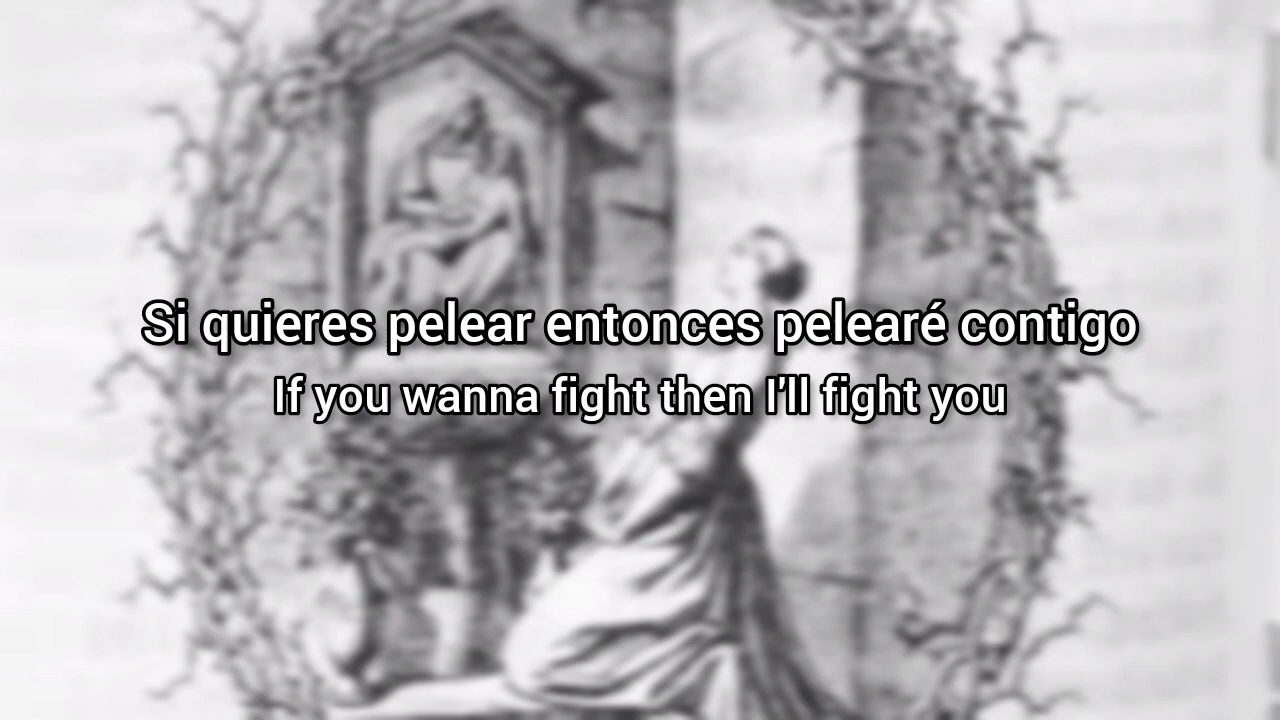 Si quieres pelear entonces pelearé contigo
If you wanna fight then I'll fight you